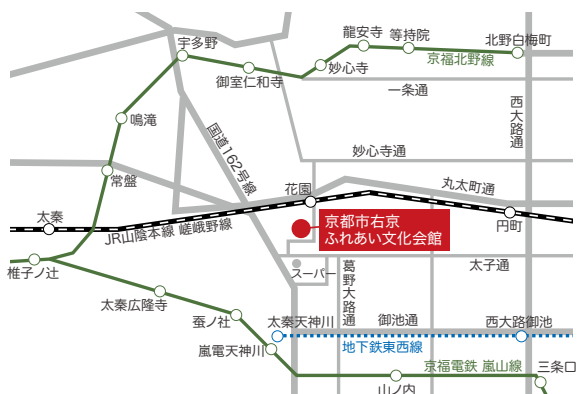 龍安寺
等持院
北野白梅町
宇多野
京福北野線
妙心寺
御室仁和寺
一条通
西大路通
鳴滝
国道162号線
妙心寺通
常盤
花園
丸太町通
太秦
京都市右京
ふれあい文化会館
円町
JR山陰本線 嵯峨野線
椎子ノ辻
スーパー
葛野大路通
太子通
太秦広隆寺
蚕ノ社
太秦天神川
御池通
西大路御池
嵐電天神川
地下鉄東西線
京福電鉄 嵐山線
三条口
山ノ内